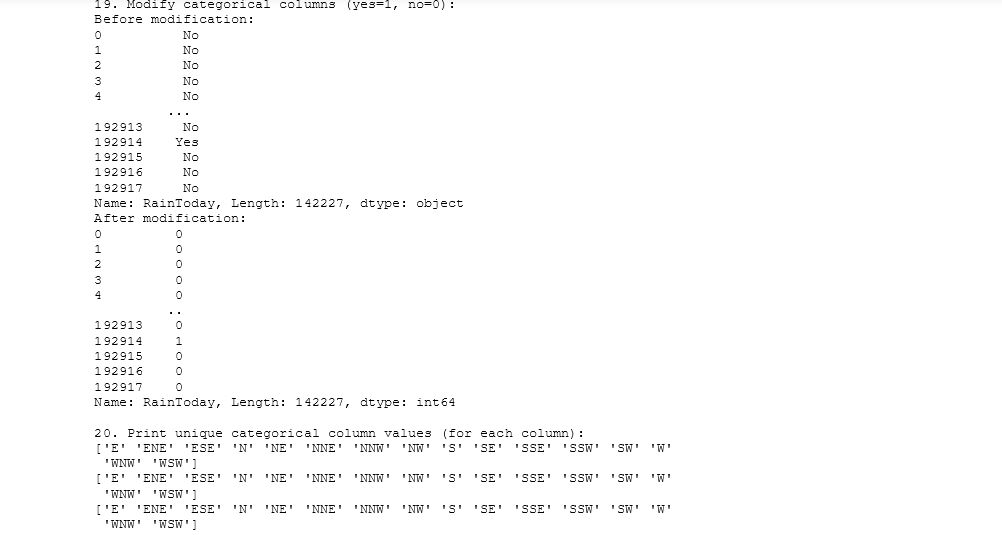 19. Modify categorical columns (yes=1, no=0):
Before modification:
0          No
1          No
2          No
3          No
4          No
         ...
192913     No
192914    Yes
192915     No
192916     No
192917     No
Name: RainToday, Length: 142227, dtype: object
After modification:
0         0
1         0
2         0
3         0
4         0
         ..
192913    0
192914    1
192915    0
192916    0
192917    0
Name: RainToday, Length: 142227, dtype: int64
20. Print unique categorical column values (for each column):
['E' 'ENE' 'ESE' 'N' 'NE' 'NNE' 'NNW' 'NW' 'S' 'SE' 'SSE' 'SSW' 'SW' 'W'
 'WNW' 'WSW']
['E' 'ENE' 'ESE' 'N' 'NE' 'NNE' 'NNW' 'NW' 'S' 'SE' 'SSE' 'SSW' 'SW' 'W'
 'WNW' 'WSW']
['E' 'ENE' 'ESE' 'N' 'NE' 'NNE' 'NNW' 'NW' 'S' 'SE' 'SSE' 'SSW' 'SW' 'W'
 'WNW' 'WSW']